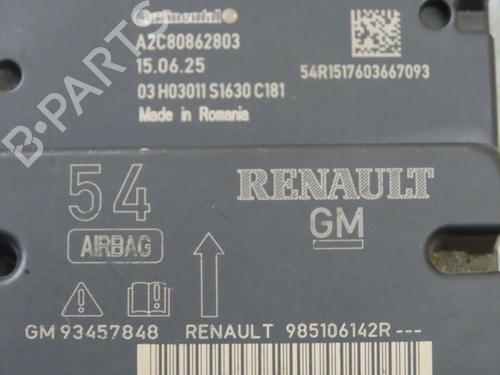 Continental
A2C80862803
15.06.25
54R1517603667093
03 H03011 S1630 C181
Made in Romania
B-PARTS
54
RENAULT
GM
AIRBAG
GM 93457848 RENAULT 985106142R ---